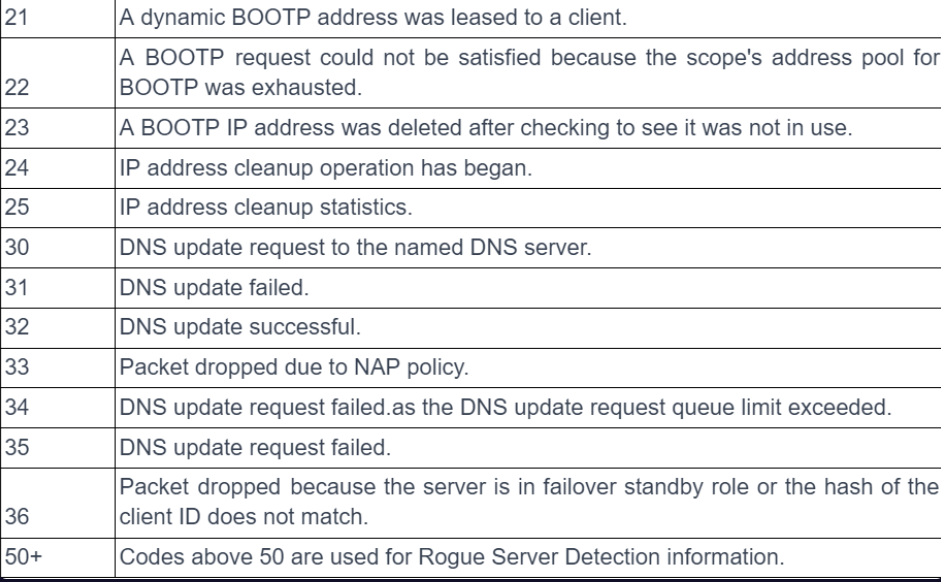 21 A dynamic BOOTP address was leased to a client.
A BOOTP request could not be satisfied because the scope's address pool for
22 BOOTP was exhausted.
23 A BOOTP IP address was deleted after checking to see it was not in use.
24 IP address cleanup operation has began.
25 IP address cleanup statistics.
30 DNS update request to the named DNS server.
31 DNS update failed.
32 DNS update successful.
33 Packet dropped due to NAP policy.
34 DNS update request failed.as the DNS update request queue limit exceeded.
35 DNS update request failed.
Packet dropped because the server is in failover standby role or the hash of the
36 client ID does not match.
50+ Codes above 50 are used for Rogue Server Detection information.